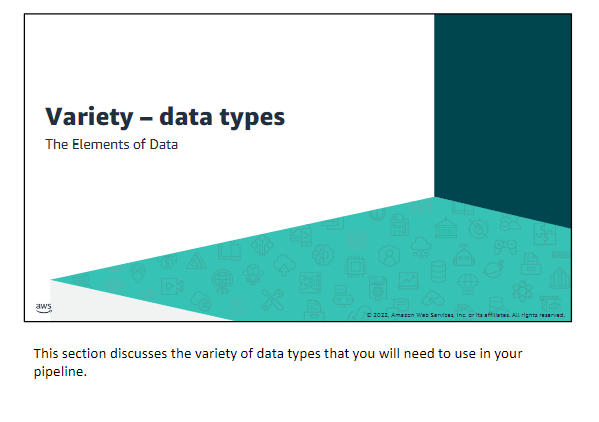 Variety – data types
The Elements of Data
aws
© 2022, Amazon Web Services, Inc. or its affiliates. All rights reserved.
This section discusses the variety of data types that you will need to use in your
pipeline.